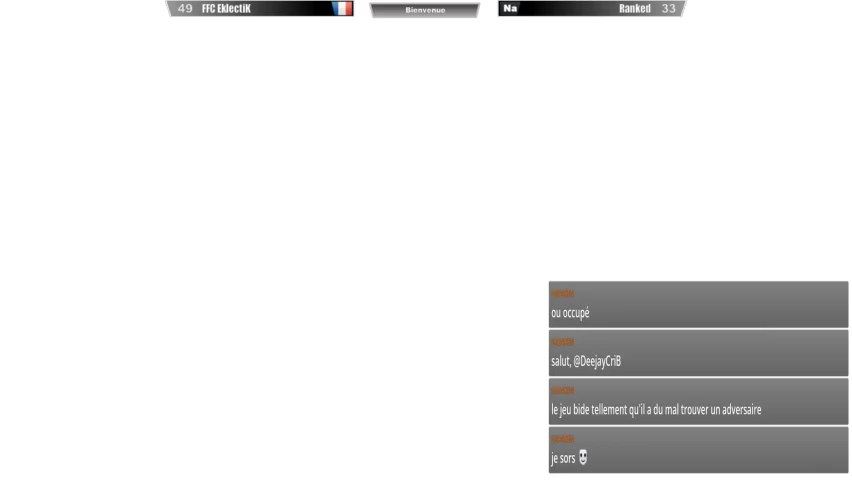 49 FFC EklectiK
Bienvenue
Na Ranked 33
ou occupé
salut, @DeejayCriB
le jeu bide tellement qu'il a du mal trouver un adversaire
je sors